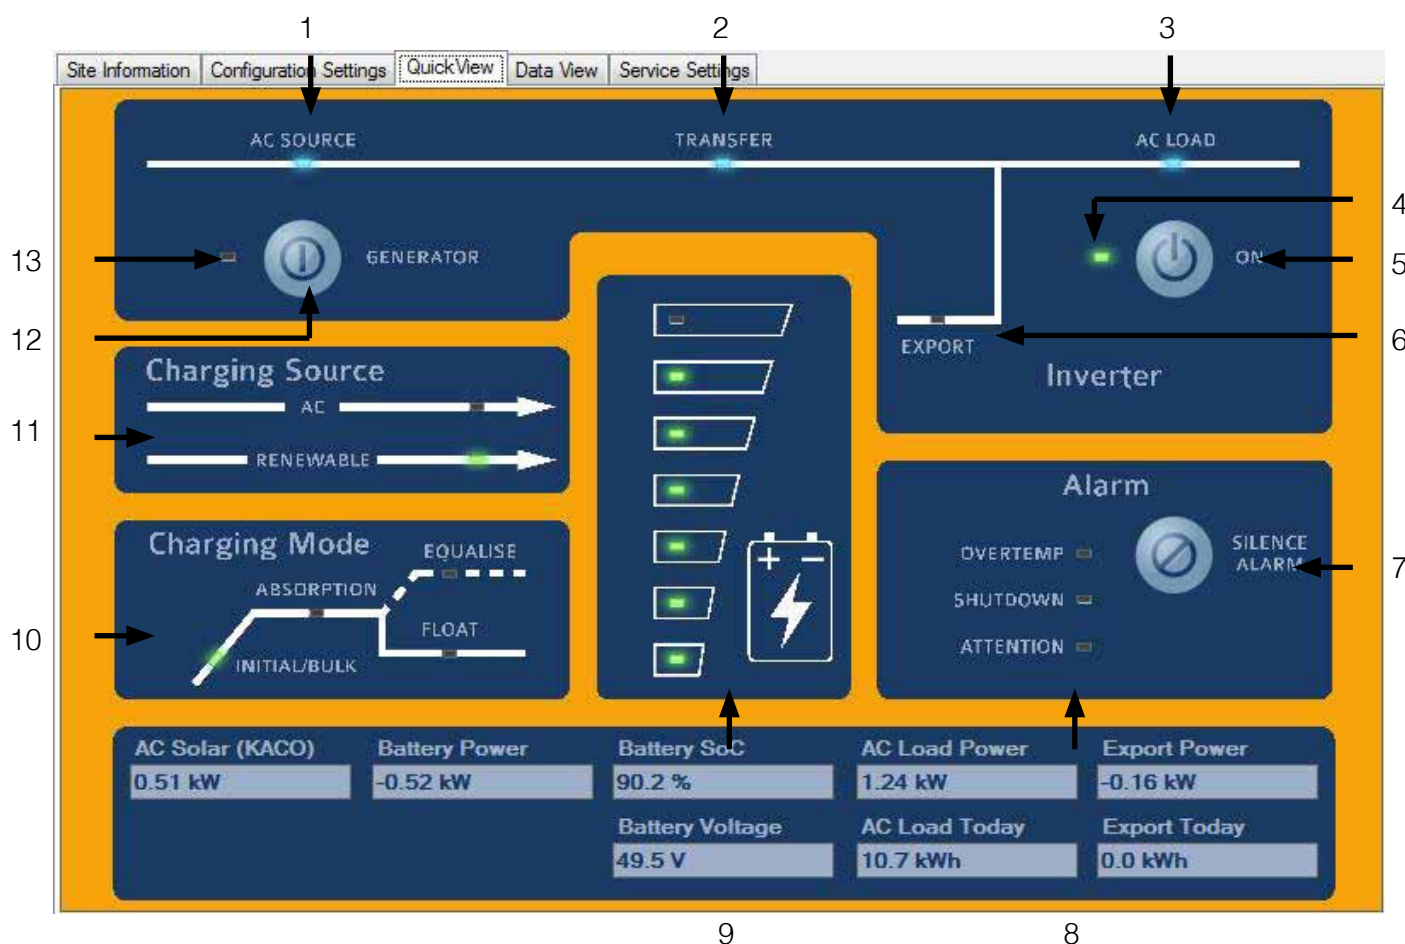 1 2 3
Site Information Configuration Settings QuickView Data View Service Settings
AC SOURCE TRANSFER AC LOAD
4
13 GENERATOR ON 5
12 EXPORT 6
Charging Source Inverter
AC
11
RENEWABLE
Alarm
Charging Mode EQUALISE
OVERTEMP SILENCE
ALARM 7
ABSORPTION SHUTDOWN
FLOAT
10 INITIAL/BULK + - ATTENTION
AC Solar (KACO) Battery Power Battery SoC AC Load Power Export Power
0.51 kW -0.52 kW 90.2 % 1.24 kW -0.16 kW
Battery Voltage AC Load Today Export Today
49.5 V 10.7 kWh 0.0 kWh
9 8